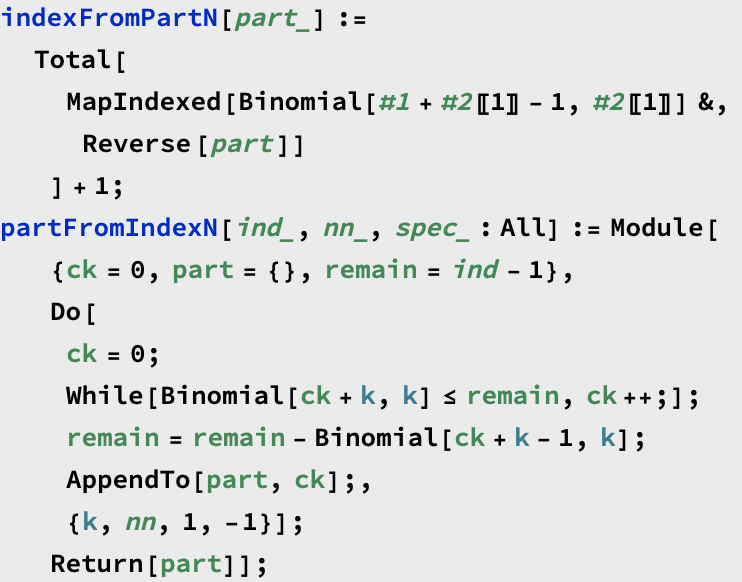 indexFromPartN[part_] :=
Total[
MapIndexed[Binomial[#1 + #2〚1〛 - 1, #2〚1〛] &,
Reverse[part]]
] + 1;
partFromIndexN[ind_, nn_, spec_ : All] := Module[
{ck = 0, part = {}, remain = ind - 1},
Do[
ck = 0;
While[Binomial[ck + k, k] ≤ remain, ck ++;];
remain = remain - Binomial[ck + k - 1, k];
AppendTo[part, ck];,
{k, nn, 1, -1}];
Return[part]];